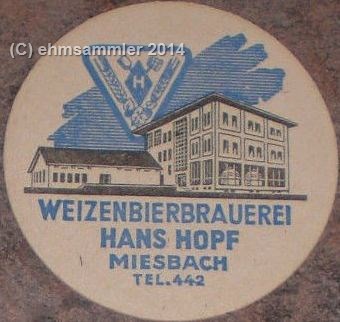 (C) ehmsammler 2014
H
WEIZENBIERBRAUEREI
HANS HOPF
MIESBACH
TEL. 442